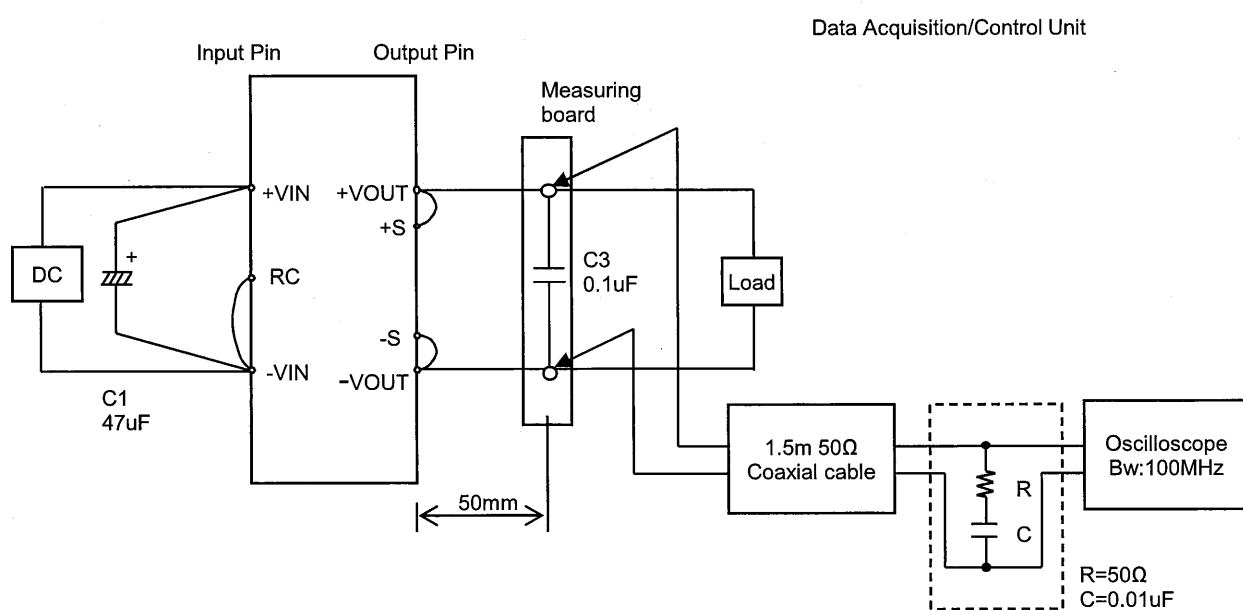 Data Acquisition/Control Unit
Input Pin
Output Pin
Measuring
board
+VIN
+VOUT
+S
DC
+
RC
C3
0.1uF
Load
-S
-VIN
−VOUT
C1
47uF
50mm
1.5m 50Ω
Coaxial cable
R
C
Oscilloscope
Bw:100MHz
R=50Ω
C=0.01uF